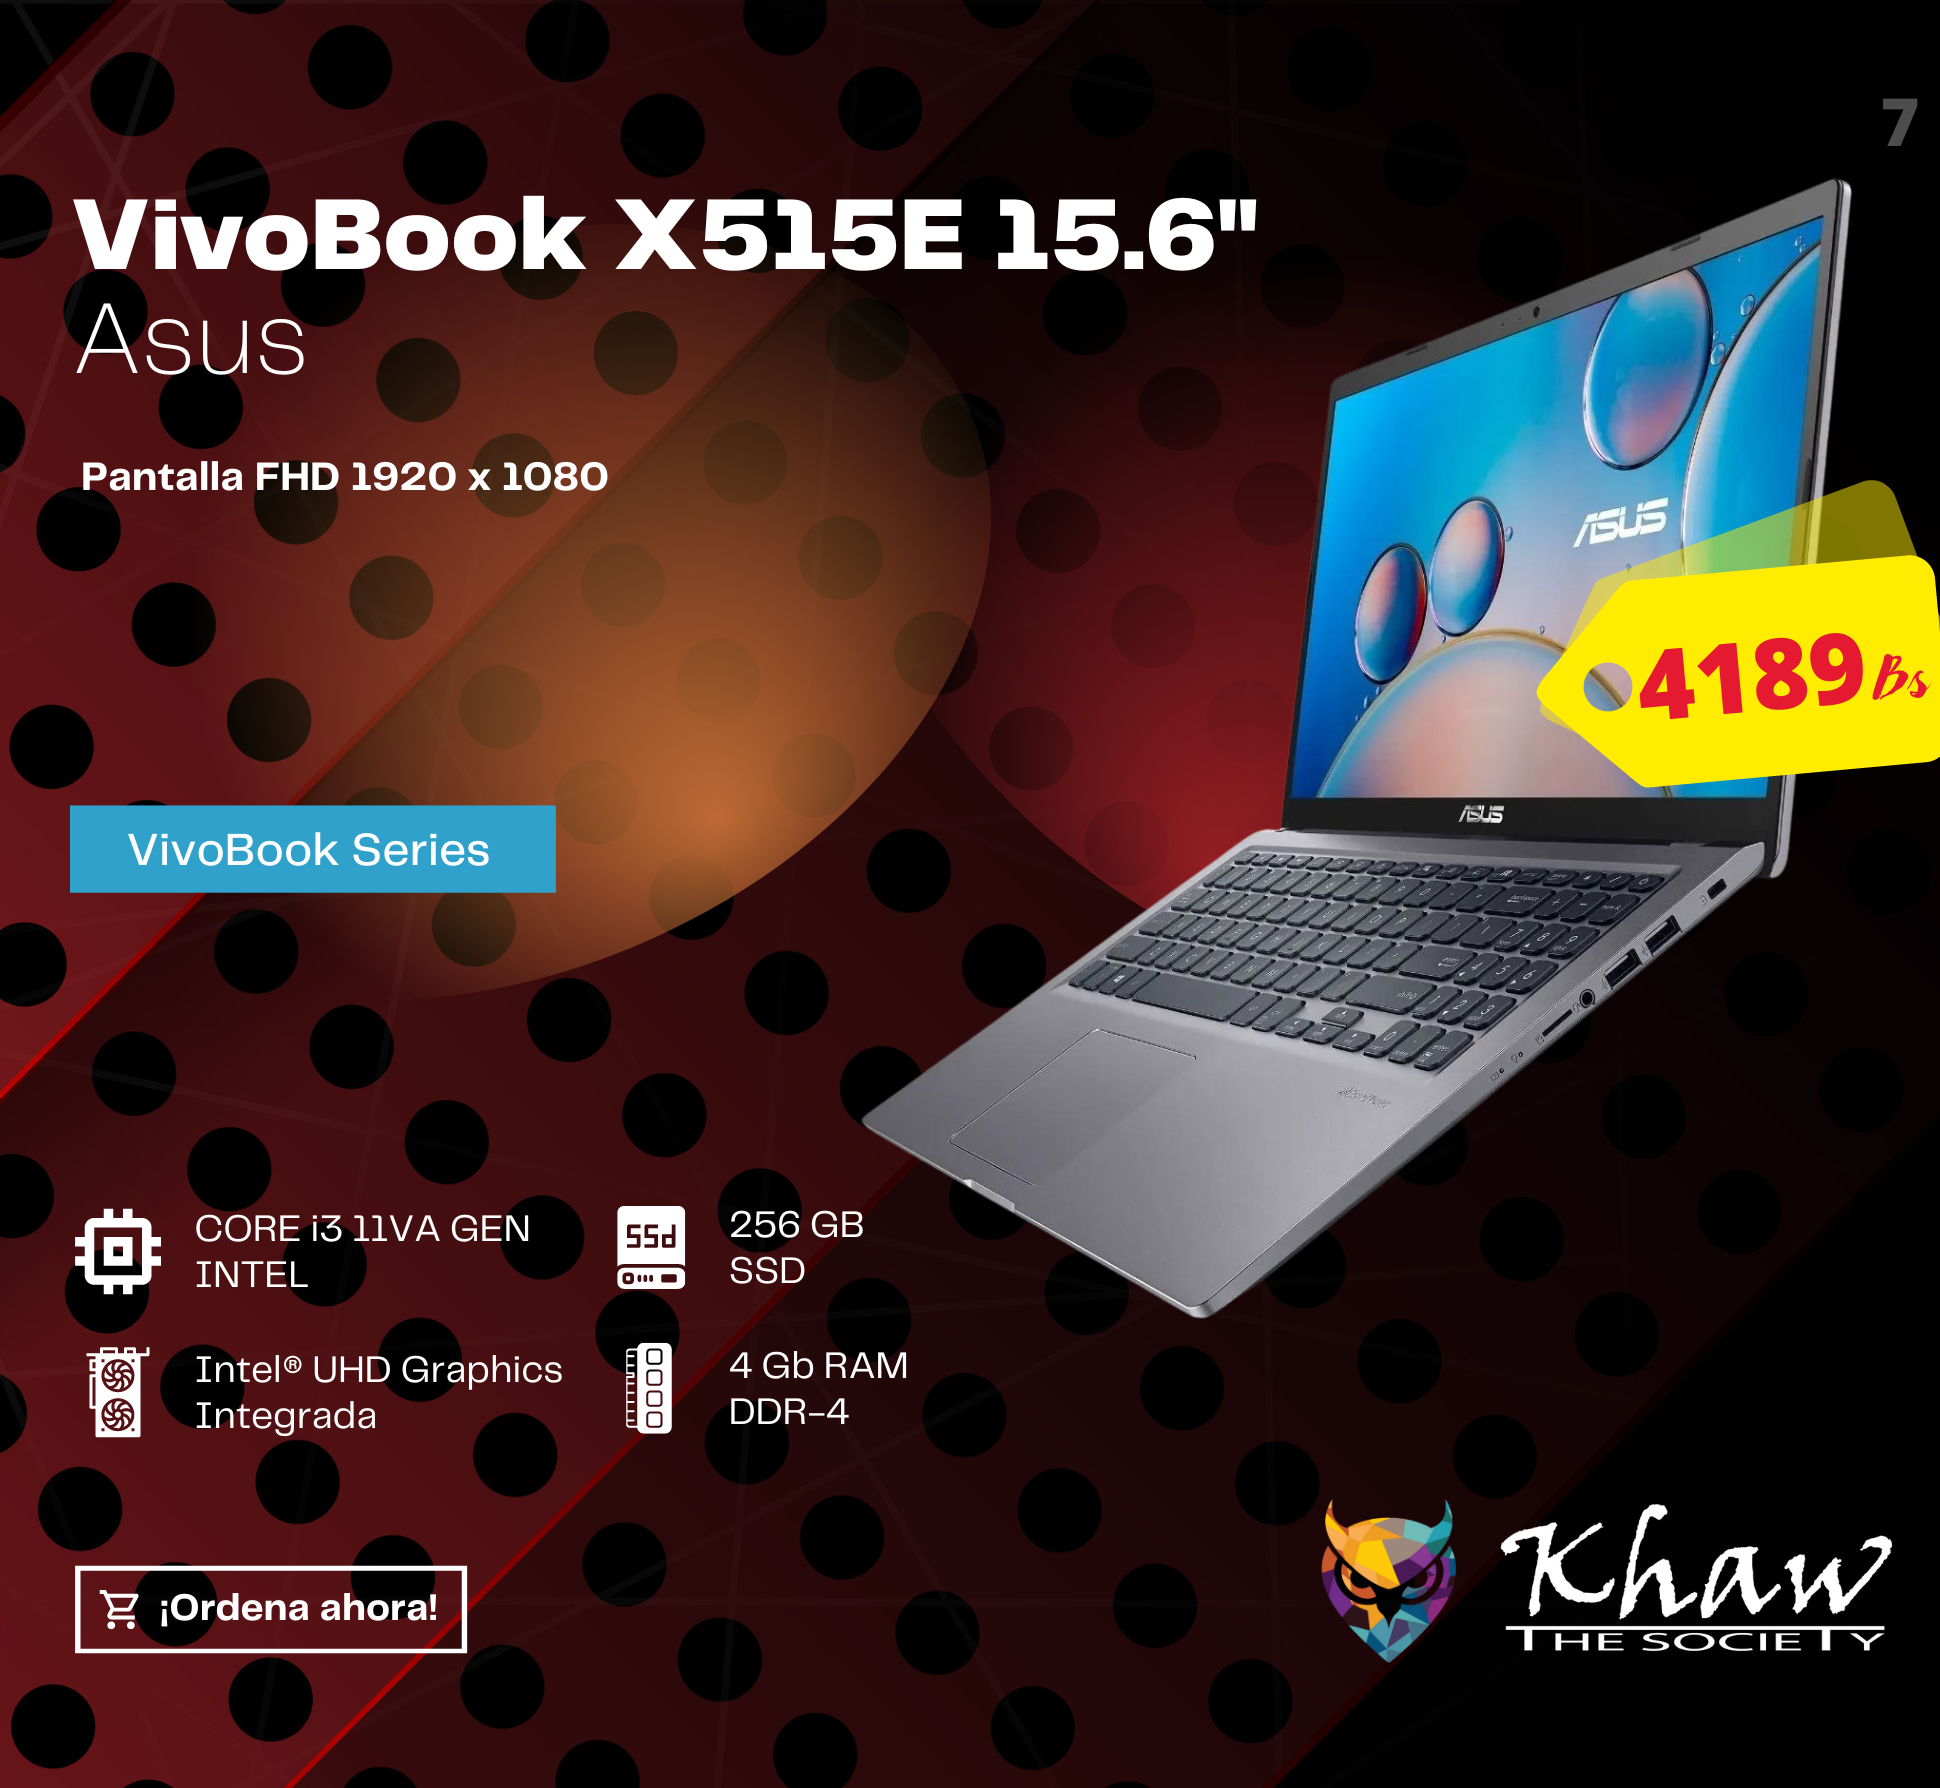 7
VivoBook X515E 15.6"
Asus
Pantalla FHD 1920 x 1080
ASUS
4189 Bs
ASUS
VivoBook Series
CORE i3 11VA GEN
INTEL
ssd
256 GB
SSD
Intel® UHD Graphics
Integrada
4 Gb RAM
DDR-4
¡Ordena ahora!
Khaw
THE SOCIETY